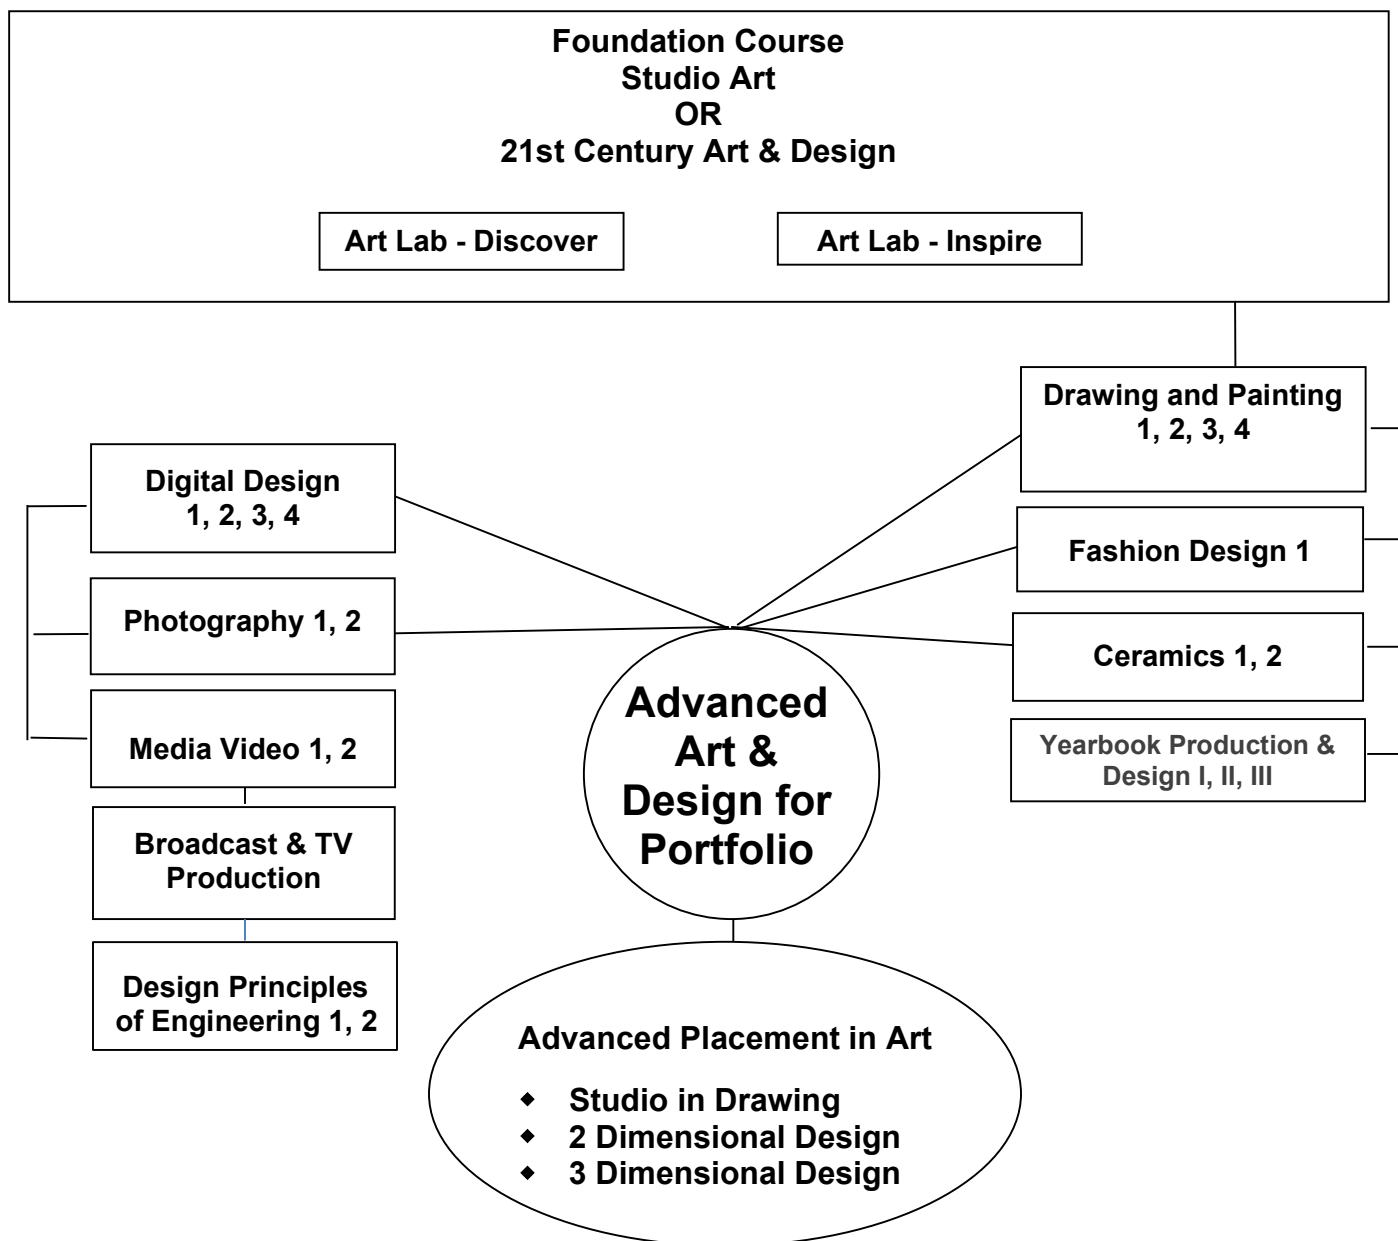 Foundation Course
Studio Art
OR
21st Century Art & Design
Art Lab - Discover
Art Lab - Inspire
Drawing and Painting
1, 2, 3, 4
Digital Design
1, 2, 3, 4
Fashion Design 1
Photography 1, 2
Ceramics 1, 2
Media Video 1, 2
Yearbook Production &
Design I, II, III
Advanced
Art &
Design for
Portfolio
Broadcast & TV
Production
Design Principles
of Engineering 1, 2
Advanced Placement in Art
◆ Studio in Drawing
◆ 2 Dimensional Design
◆ 3 Dimensional Design